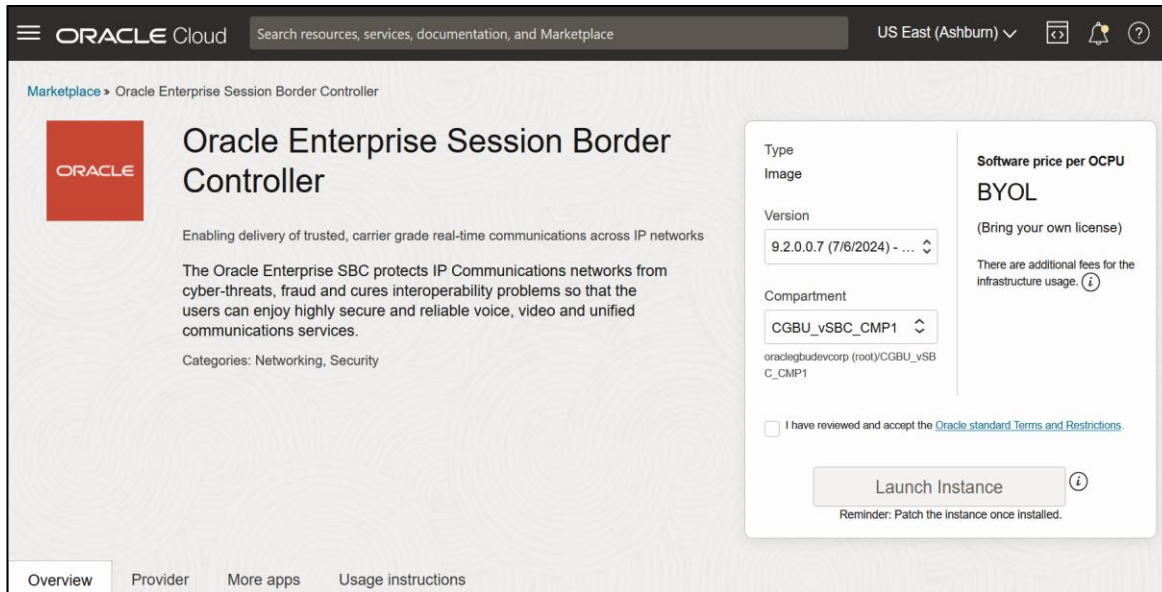 ORACLE Cloud
Search resources, services, documentation, and Marketplace
US East (Ashburn)
Marketplace » Oracle Enterprise Session Border Controller
ORACLE
Oracle Enterprise Session Border
Controller
Enabling delivery of trusted, carrier grade real-time communications across IP networks
The Oracle Enterprise SBC protects IP Communications networks from
cyber-threats, fraud and cures interoperability problems so that the
users can enjoy highly secure and reliable voice, video and unified
communications services.
Categories: Networking, Security
Type
Image
Version
9.2.0.0.7 (7/6/2024) - ...
Compartment
CGBU_vSBC_CMP1
oraclegbudevcorp (root)/CGBU_vSB
C_CMP1
Software price per OCPU
BYOL
(Bring your own license)
There are additional fees for the
infrastructure usage.
I have reviewed and accept the Oracle standard Terms and Restrictions.
Launch Instance
Reminder: Patch the instance once installed.
Overview
Provider
More apps
Usage instructions